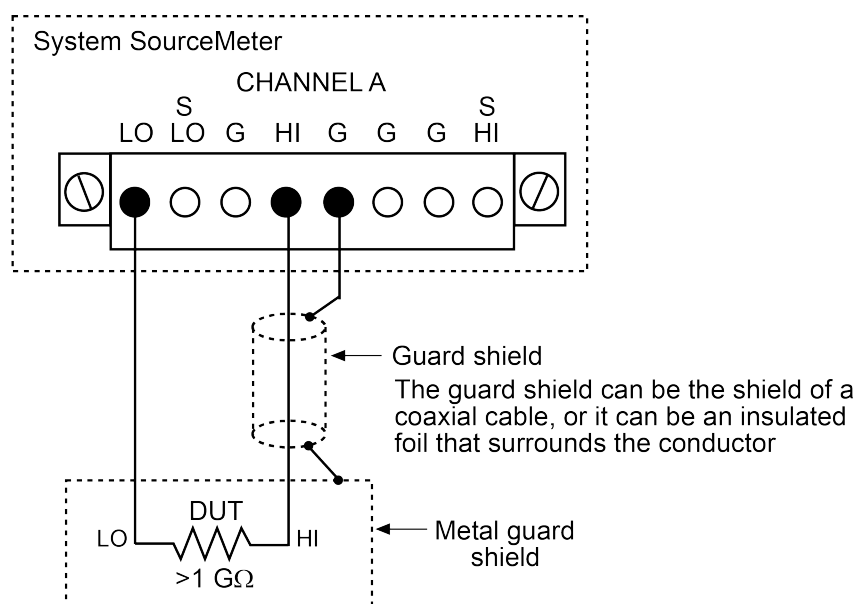 System SourceMeter
CHANNEL A
S S
LO LO G HI G G G HI
Guard shield
The guard shield can be the shield of a
coaxial cable, or it can be an insulated
foil that surrounds the conductor
DUT
LO HI
>1 GΩ
Metal guard
shield